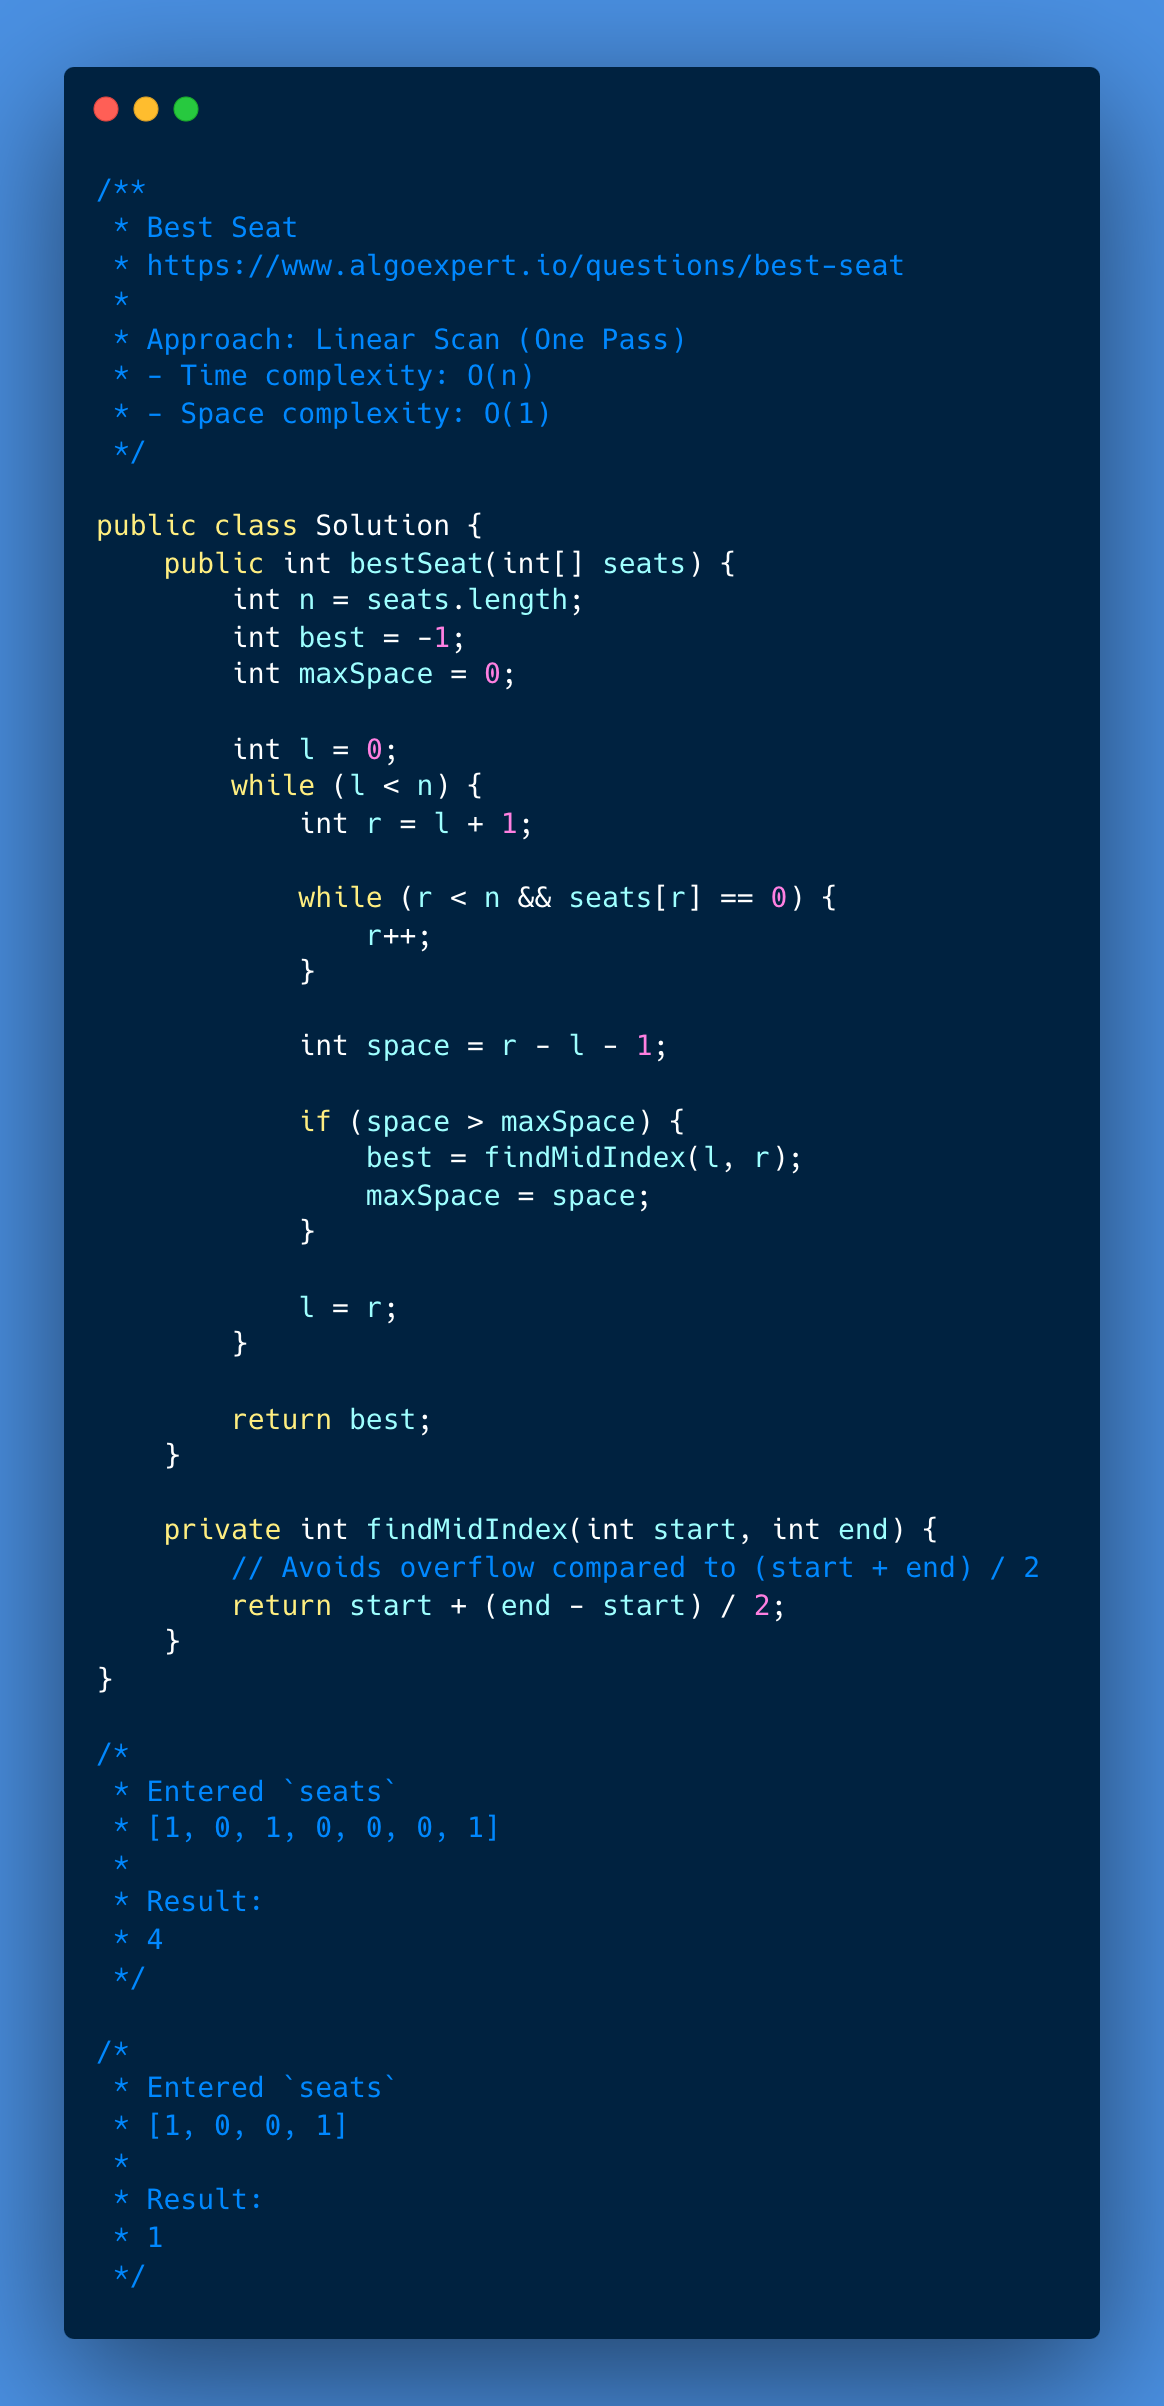 /**
 * Best Seat
 * https://www.algoexpert.io/questions/best-seat
 *
 * Approach: Linear Scan (One Pass)
 * - Time complexity: O(n)
 * - Space complexity: O(1)
 */
public class Solution {
    public int bestSeat(int[] seats) {
        int n = seats.length;
        int best = -1;
        int maxSpace = 0;
        int l = 0;
        while (l < n) {
            int r = l + 1;
            while (r < n && seats[r] == 0) {
                r++;
            }
            int space = r - l - 1;
            if (space > maxSpace) {
                best = findMidIndex(l, r);
                maxSpace = space;
            }
            l = r;
        }
        return best;
    }
    private int findMidIndex(int start, int end) {
        // Avoids overflow compared to (start + end) / 2
        return start + (end - start) / 2;
    }
}
/*
 * Entered `seats`
 * [1, 0, 1, 0, 0, 0, 1]
 *
 * Result:
 * 4
 */
/*
 * Entered `seats`
 * [1, 0, 0, 1]
 *
 * Result:
 * 1
 */